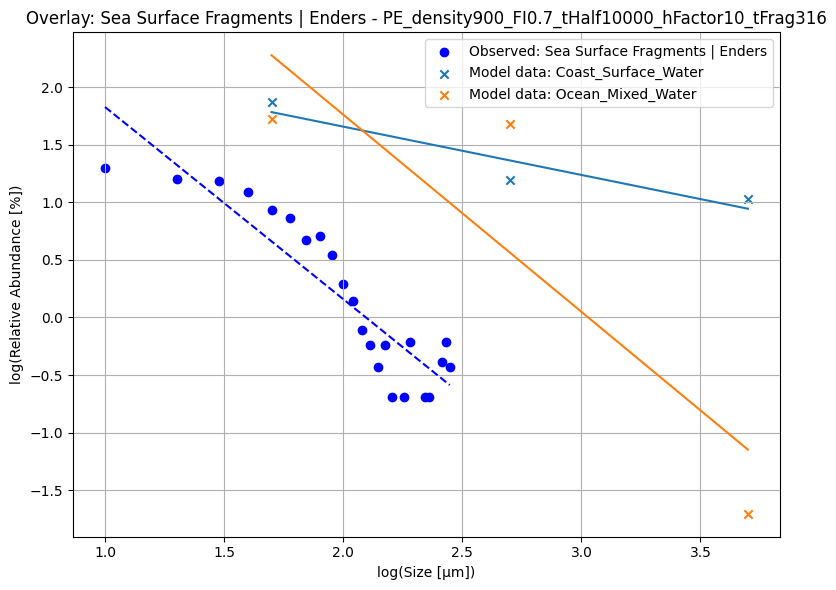 Overlay: Sea Surface Fragments | Enders - PE_density900_FI0.7_tHalf10000_hFactor10_tFrag316
Observed: Sea Surface Fragments | Enders
Model data: Coast_Surface_Water
Model data: Ocean_Mixed_Water
log(Relative Abundance [%])
2.0
1.5
1.0
0.5
0.0
−0.5
−1.0
−1.5
1.0 1.5 2.0 2.5 3.0 3.5
log(Size [µm])